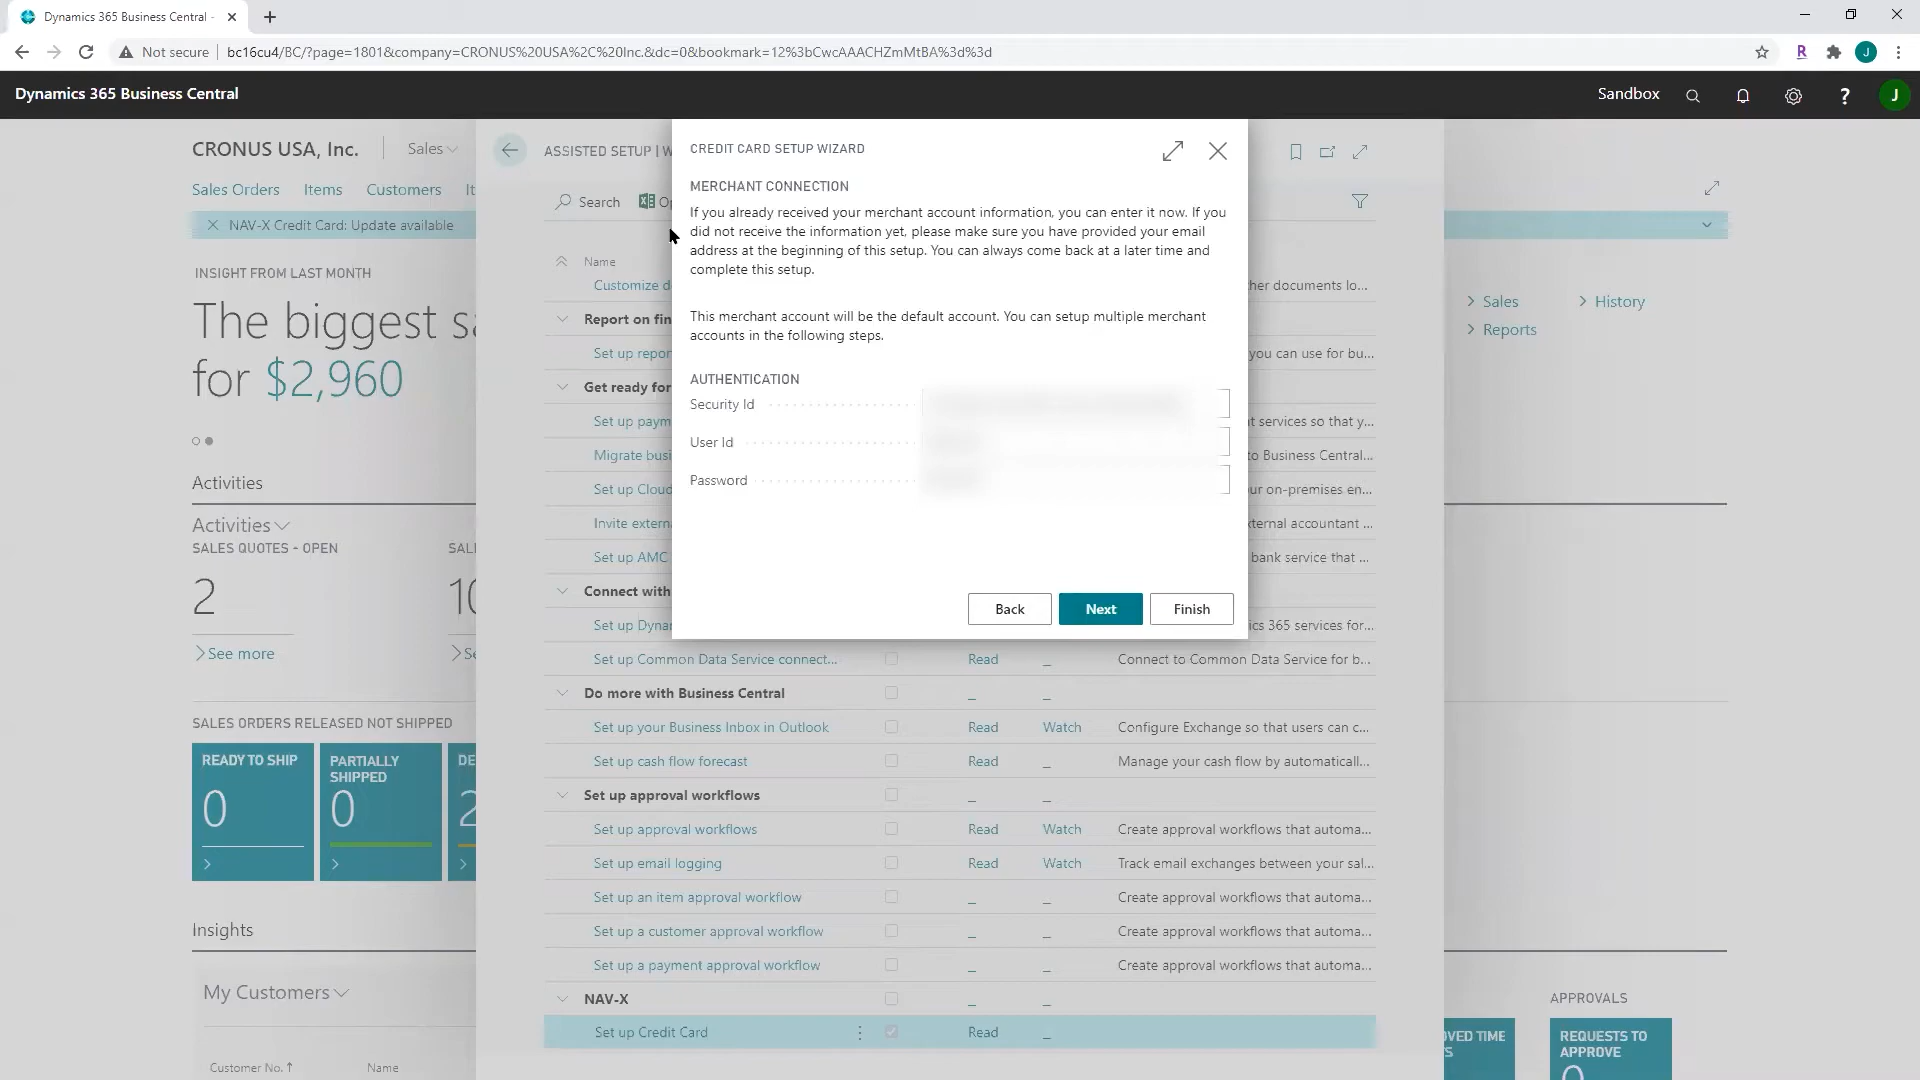 Dynamics 365 Business Central -
Not secure
bc16cu4/BC/?page=1801&company=CRONUS%20USA%2C%20Inc.&dc=0&bookmark=12%3bCwcAAACHZmMtBA%3d%3d
R
J
Dynamics 365 Business Central
Sandbox
?
J
CRONUS USA, Inc.
Sales
Sales Orders
Items
Customers
It
NAV-X Credit Card: Update available
INSIGHT FROM LAST MONTH
The biggest sa
for $2,960
Activities
Activities
SALES QUOTES - OPEN
SAL
2
10
See more
Se
SALES ORDERS RELEASED NOT SHIPPED
READY TO SHIP
0
PARTIALLY
SHIPPED
0
DE
2
Insights
My Customers
Customer No. ↑
Name
ASSISTED SETUP | W
Search
Op
Name
Customize d
her documents lo...
Report on fin
Set up repor
you can use for bu...
Get ready for
Set up paym
t services so that y...
Migrate busi
to Business Central...
Set up Cloud
ur on-premises en...
Invite extern
xternal accountant ...
Set up AMC
bank service that ...
Connect with
Set up Dyna
ics 365 services for...
Set up Common Data Service connect...
Read
_
Connect to Common Data Service for b...
Do more with Business Central
_
_
Set up your Business Inbox in Outlook
Read
Watch
Configure Exchange so that users can c...
Set up cash flow forecast
Read
_
Manage your cash flow by automaticall...
Set up approval workflows
_
_
Set up approval workflows
Read
Watch
Create approval workflows that automa...
Set up email logging
Read
Watch
Track email exchanges between your sal...
Set up an item approval workflow
_
_
Create approval workflows that automa...
Set up a customer approval workflow
_
_
Create approval workflows that automa...
Set up a payment approval workflow
_
_
Create approval workflows that automa...
NAV-X
_
_
Set up Credit Card
Read
_
CREDIT CARD SETUP WIZARD
MERCHANT CONNECTION
If you already received your merchant account information, you can enter it now. If you
did not receive the information yet, please make sure you have provided your email
address at the beginning of this setup. You can always come back at a later time and
complete this setup.
This merchant account will be the default account. You can setup multiple merchant
accounts in the following steps.
AUTHENTICATION
Security Id
User Id
Password
Back
Next
Finish
Sales
History
Reports
APPROVALS
OVED TIME
S
REQUESTS TO
APPROVE
0